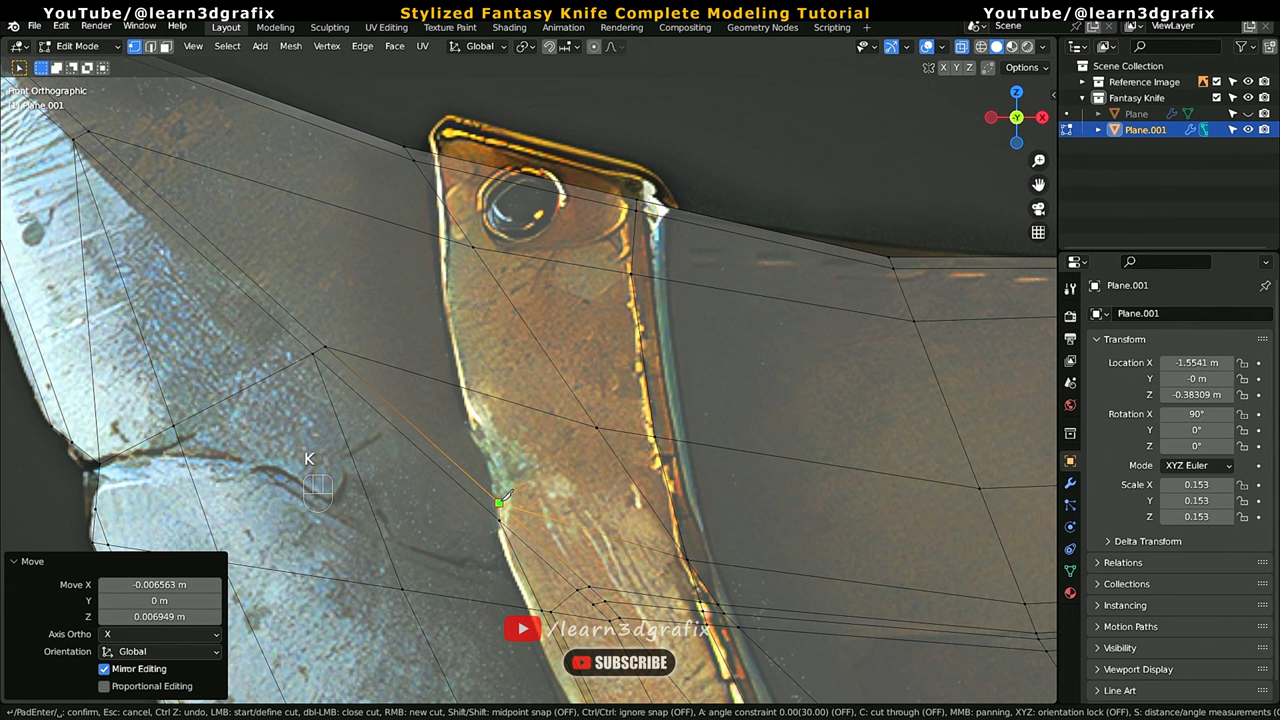 YouTube/@learn3dgrafix
Stylized Fantasy Knife Complete Modeling Tutorial
YouTube/@learn3dgrafix
File Edit Render Window Help Layout Modeling Sculpting UV Editing Texture Paint Shading Animation Rendering Compositing Geometry Nodes Scripting +
Scene
ViewLayer
Edit Mode View Select Add Mesh Vertex Edge Face UV Global
X Y Z Options
Front Orthographic
(1) Plane.001
Z
-Y
X
Scene Collection
Reference Image
Fantasy Knife
Plane
Plane.001
Plane.001
Plane.001
Transform
Location X -1.5541 m
Y -0 m
Z -0.38309 m
Rotation X 90°
Y 0°
Z 0°
Mode XYZ Euler
Scale X 0.153
Y 0.153
Z 0.153
Delta Transform
Relations
Collections
Instancing
Motion Paths
Visibility
Viewport Display
Line Art
K
Move
Move X -0.006563 m
Y 0 m
Z 0.006949 m
Axis Ortho X
Orientation Global
Mirror Editing
Proportional Editing
/learn3dgrafix
SUBSCRIBE
↵/PadEnter/␣: confirm, Esc: cancel, Ctrl Z: undo, LMB: start/define cut, dbl-LMB: close cut, RMB: new cut, Shift/Shift: midpoint snap (OFF), Ctrl/Ctrl: ignore snap (OFF), A: angle constraint 0.00(30.00) (OFF), C: cut through (OFF), MMB: panning, XYZ: orientation lock (OFF), S: distance/angle measurements (